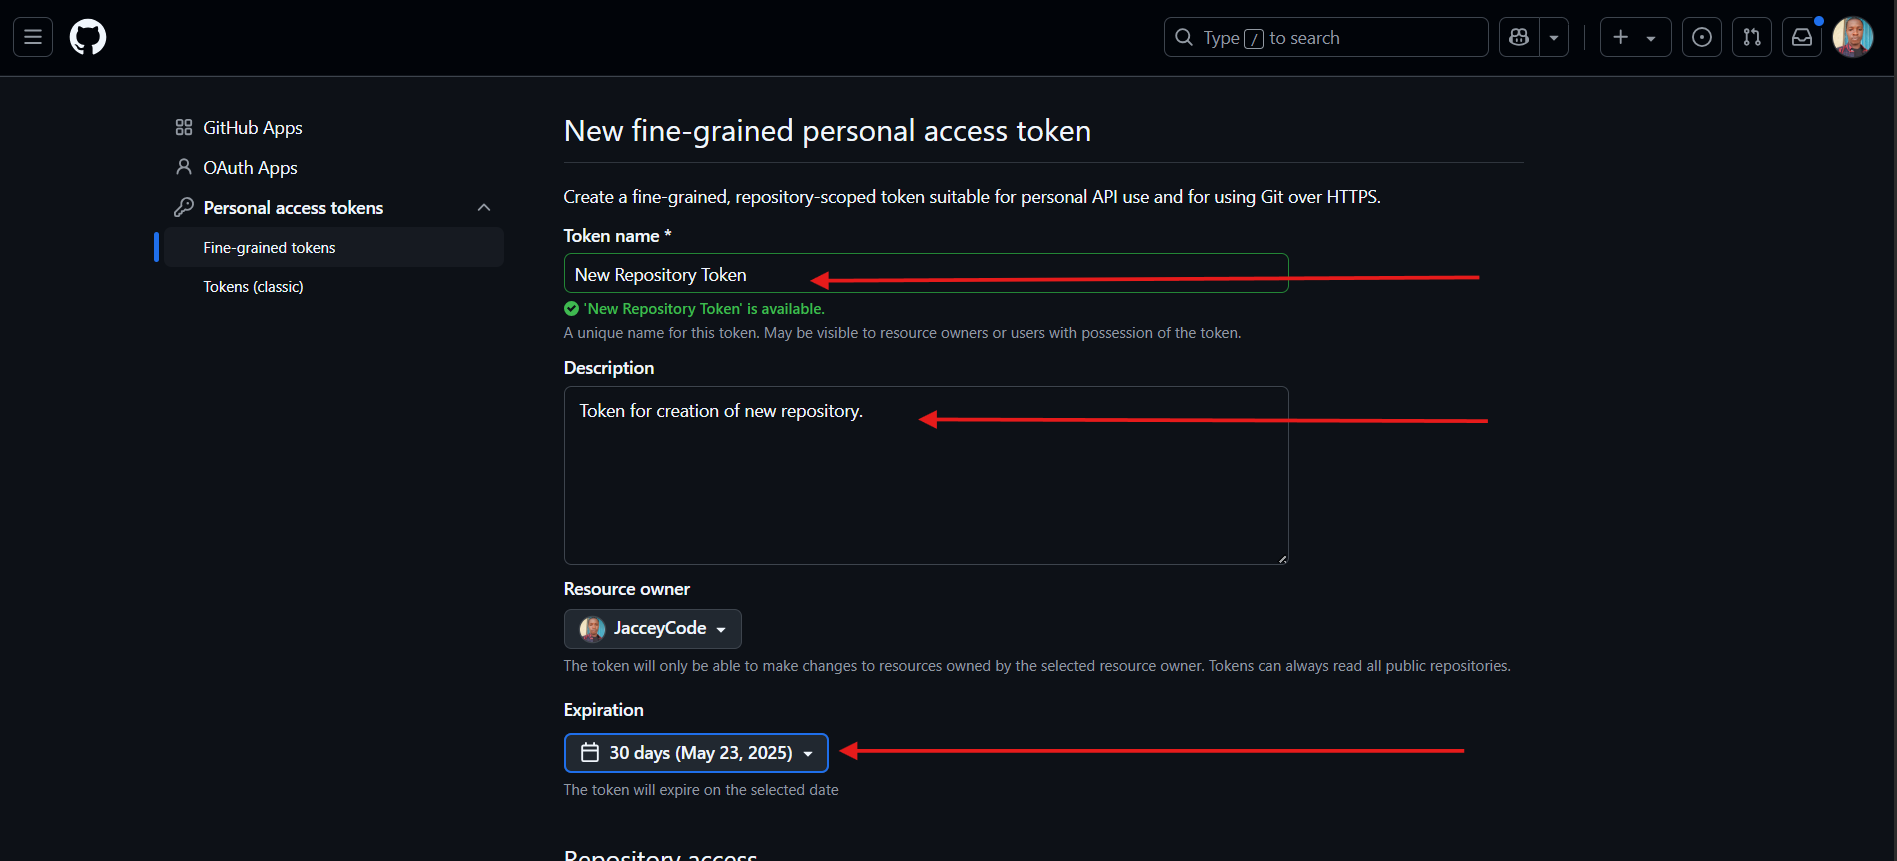 Type / to search
GitHub Apps
OAuth Apps
Personal access tokens
Fine-grained tokens
Tokens (classic)
New fine-grained personal access token
Create a fine-grained, repository-scoped token suitable for personal API use and for using Git over HTTPS.
Token name *
New Repository Token
'New Repository Token' is available.
A unique name for this token. May be visible to resource owners or users with possession of the token.
Description
Token for creation of new repository.
Resource owner
JacceyCode
The token will only be able to make changes to resources owned by the selected resource owner. Tokens can always read all public repositories.
Expiration
30 days (May 23, 2025)
The token will expire on the selected date
Repository access